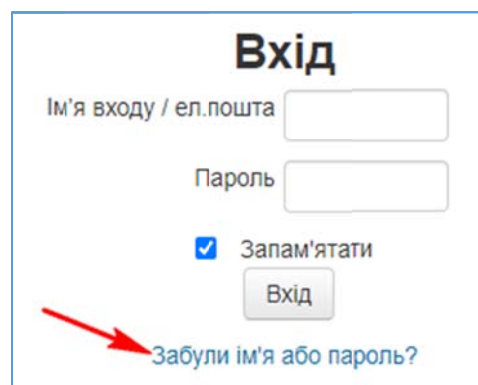 Вхід
Ім'я входу / ел.пошта
Пароль
Запам'ятати
Вхід
Забули ім'я або пароль?